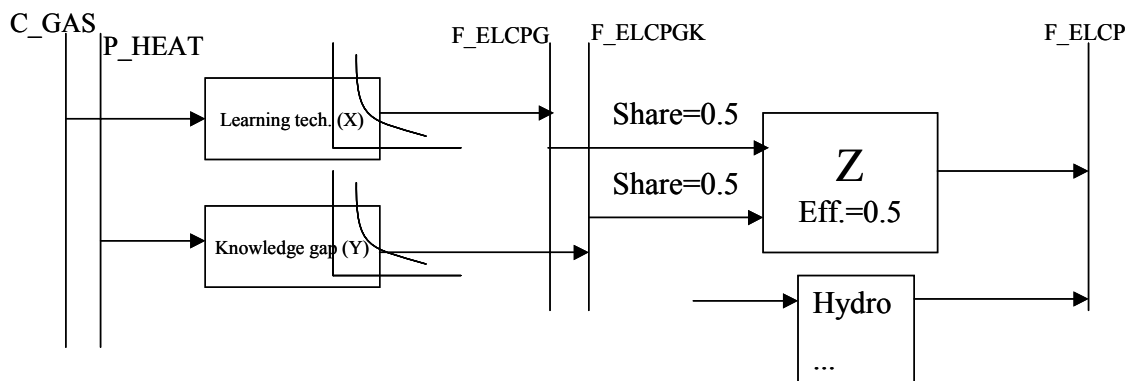 C_GAS
P_HEAT
F_ELCPG
F_ELCPGK
F_ELCP
Learning tech. (X)
Share=0.5
Share=0.5
Z
Eff.=0.5
Knowledge gap (Y)
Hydro
...